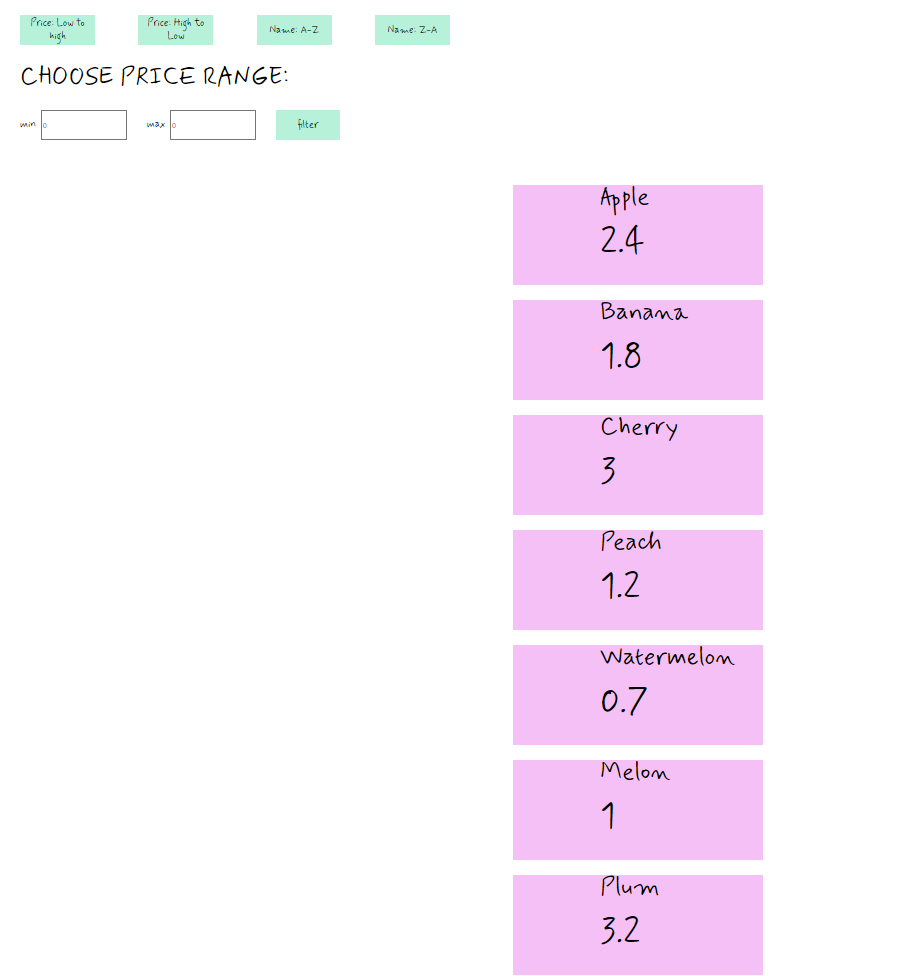 Price: Low to
high
Price: High to
Low
Name: A-Z
Name: Z-A
CHOOSE PRICE RANGE:
min 0 max 0 filter
Apple
2.4
Banana
1.8
Cherry
3
Peach
1.2
Watermelon
0.7
Melon
1
Plum
3.2